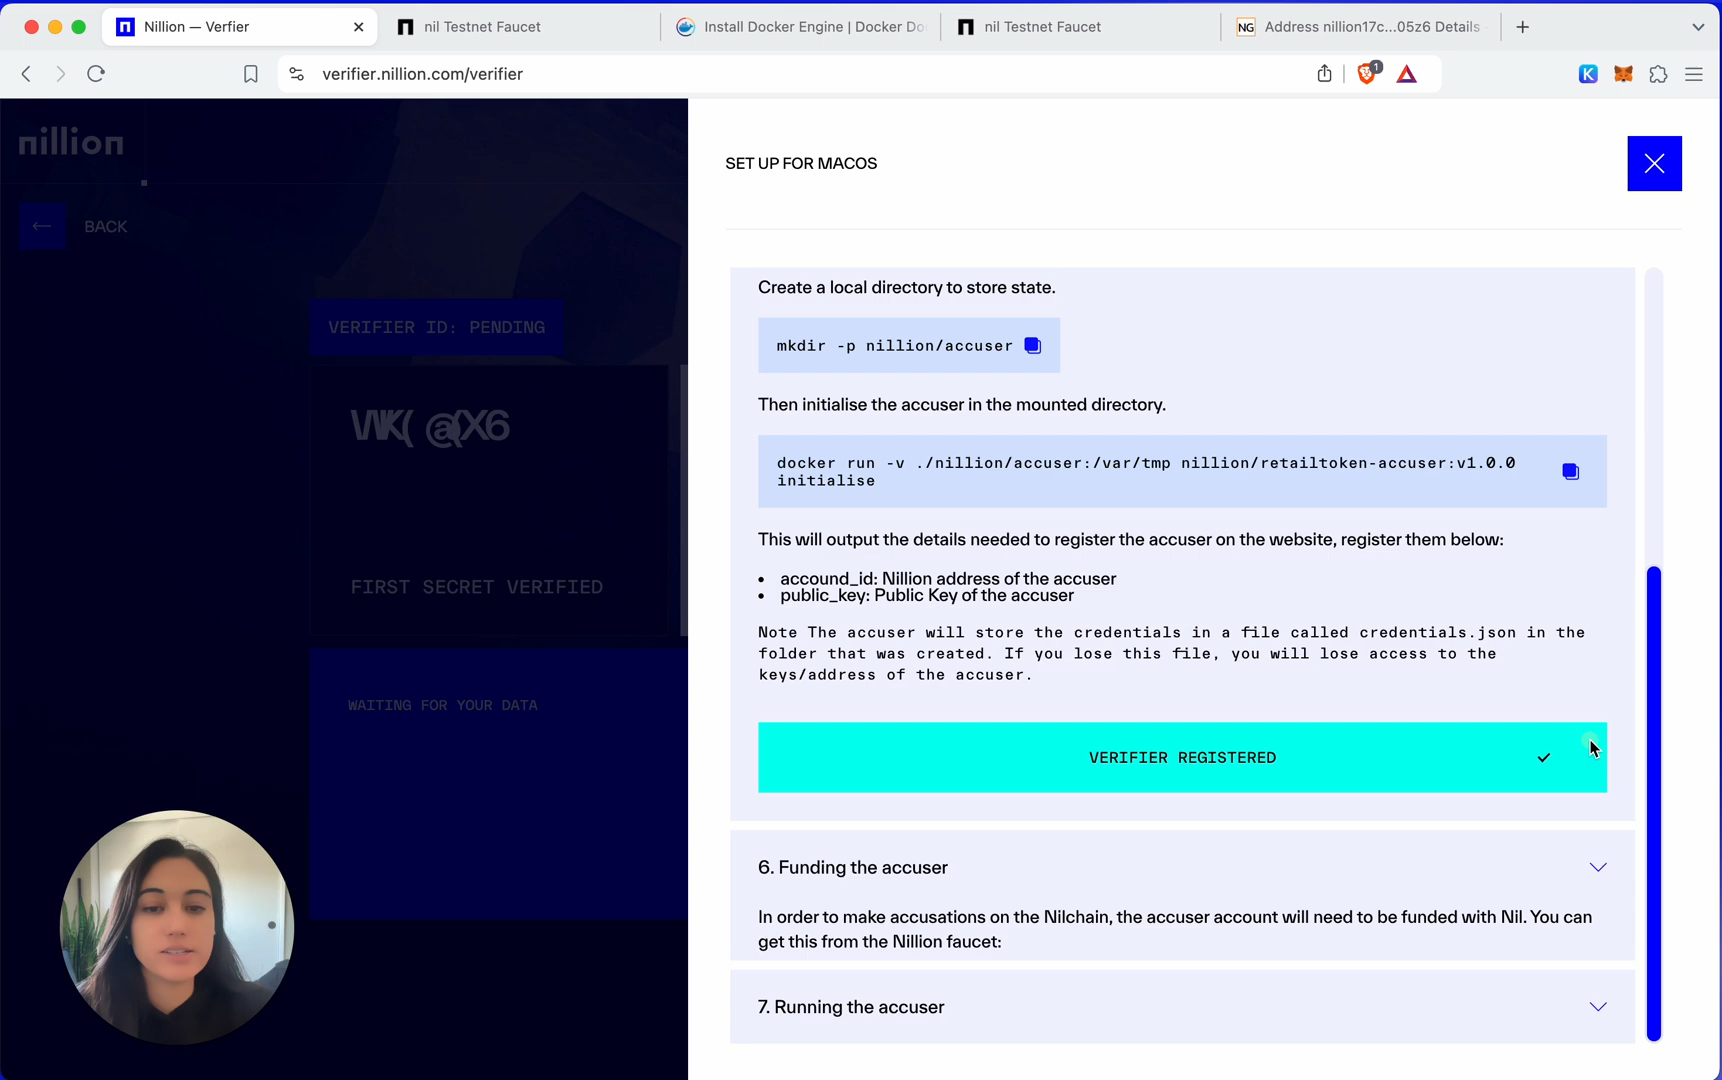 Nillion — Verfier
nil Testnet Faucet
Install Docker Engine | Docker Do
nil Testnet Faucet
NG
Address nillion17c...05z6 Details
verifier.nillion.com/verifier
1
K
nillion
BACK
VERIFIER ID: PENDING
VVK( @(X6
FIRST SECRET VERIFIED
WAITING FOR YOUR DATA
SET UP FOR MACOS
Create a local directory to store state.
mkdir -p nillion/accuser
Then initialise the accuser in the mounted directory.
docker run -v ./nillion/accuser:/var/tmp nillion/retailtoken-accuser:v1.0.0
initialise
This will output the details needed to register the accuser on the website, register them below:
• accound_id: Nillion address of the accuser
• public_key: Public Key of the accuser
Note The accuser will store the credentials in a file called credentials.json in the
folder that was created. If you lose this file, you will lose access to the
keys/address of the accuser.
VERIFIER REGISTERED
6. Funding the accuser
In order to make accusations on the Nilchain, the accuser account will need to be funded with Nil. You can
get this from the Nillion faucet:
7. Running the accuser